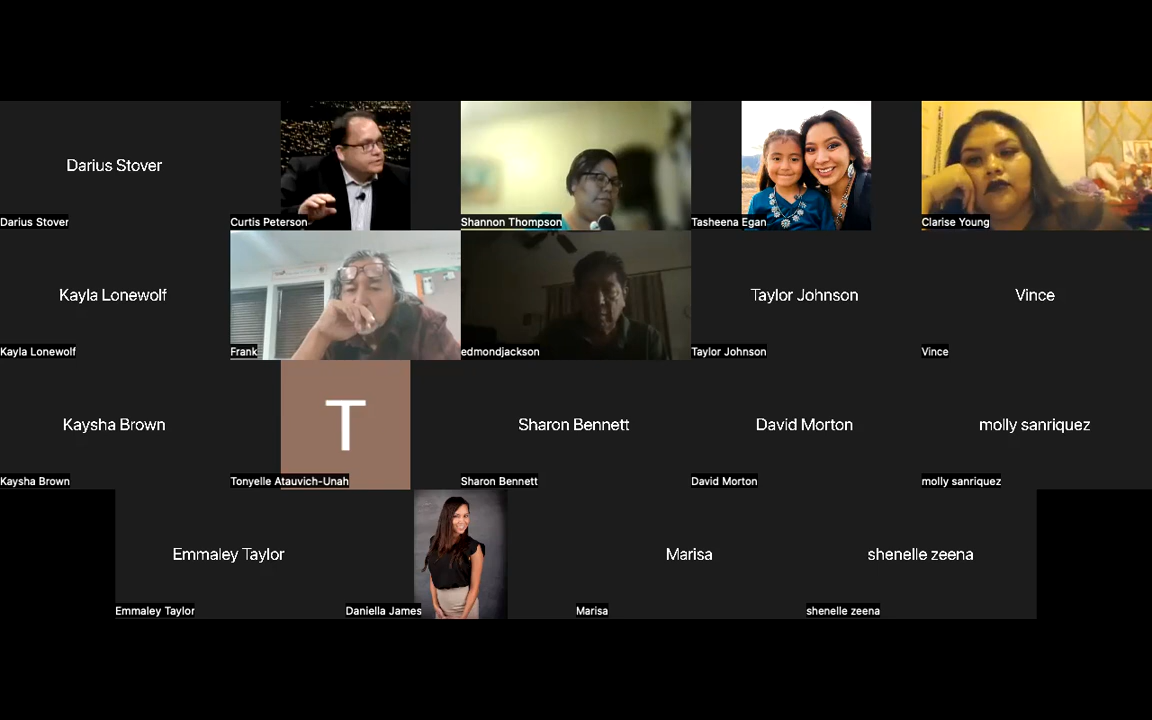 Darius Stover
Darius Stover
Curtis Peterson
Shannon Thompson
Tasheena Egan
Clarise Young
Kayla Lonewolf
Taylor Johnson
Vince
Kayla Lonewolf
Frank
edmondjackson
Taylor Johnson
Vince
Kaysha Brown
T
Sharon Bennett
David Morton
molly sanriquez
Kaysha Brown
Tonyelle Atauvich-Unah
Sharon Bennett
David Morton
molly sanriquez
Emmaley Taylor
Marisa
shenelle zeena
Emmaley Taylor
Daniella James
Marisa
shenelle zeena